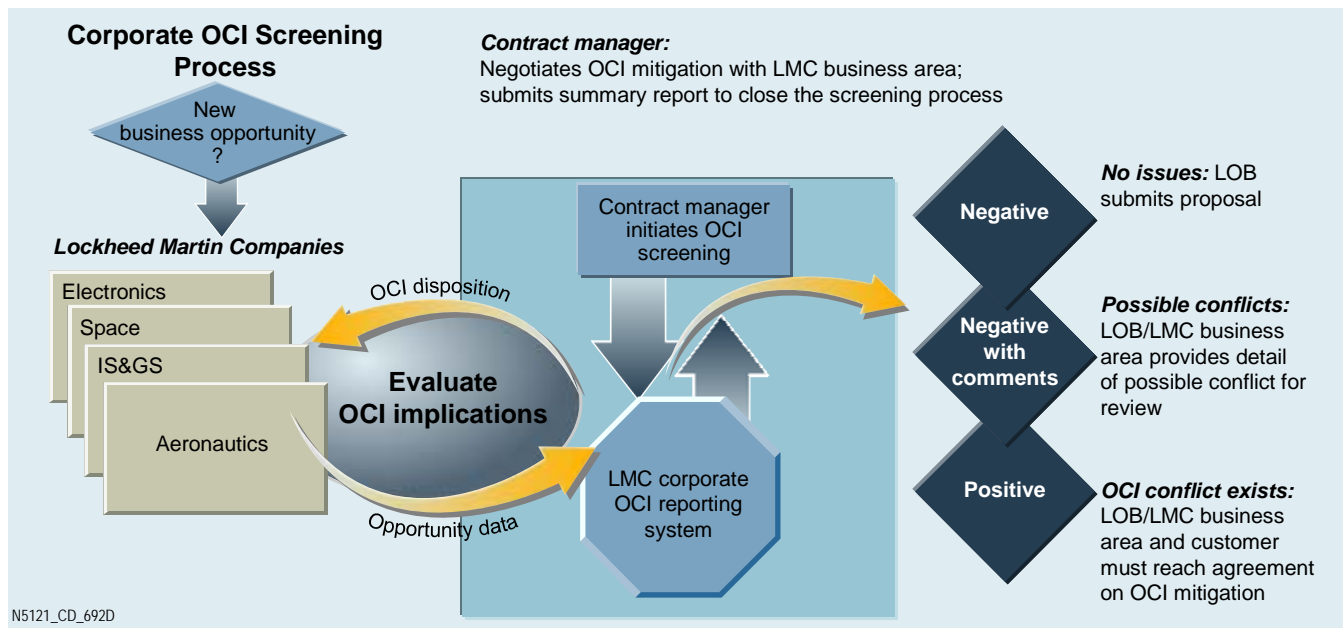 Corporate OCI Screening
Process
New
business opportunity
?
Lockheed Martin Companies
Electronics
Space
IS&GS
Aeronautics
OCI disposition
Evaluate
OCI implications
Opportunity data
Contract manager:
Negotiates OCI mitigation with LMC business area;
submits summary report to close the screening process
Contract manager
initiates OCI
screening
LMC corporate
OCI reporting
system
Negative
No issues: LOB
submits proposal
Negative
with
comments
Possible conflicts:
LOB/LMC business
area provides detail
of possible conflict for
review
Positive
OCI conflict exists:
LOB/LMC business
area and customer
must reach agreement
on OCI mitigation
N5121_CD_692D